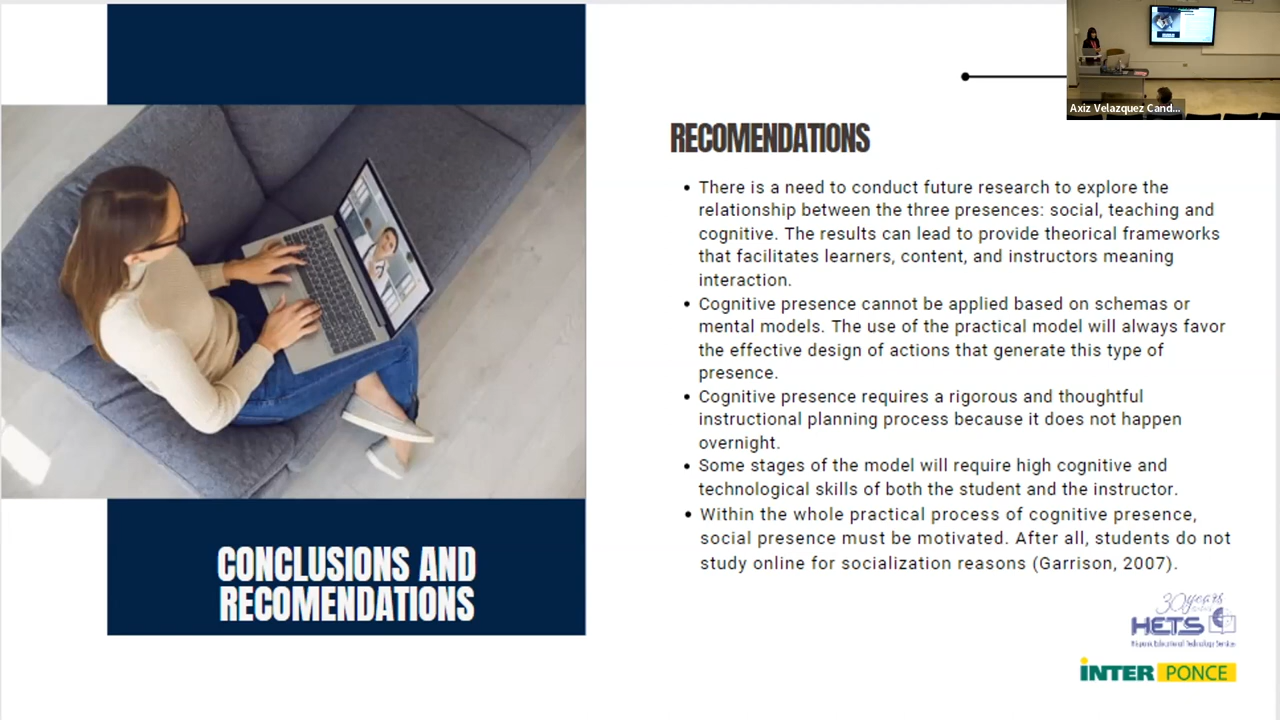 Axiz Velazquez Cand...
RECOMENDATIONS
• There is a need to conduct future research to explore the
relationship between the three presences: social, teaching and
cognitive. The results can lead to provide theorical frameworks
that facilitates learners, content, and instructors meaning
interaction.
• Cognitive presence cannot be applied based on schemas or
mental models. The use of the practical model will always favor
the effective design of actions that generate this type of
presence.
• Cognitive presence requires a rigorous and thoughtful
instructional planning process because it does not happen
overnight.
• Some stages of the model will require high cognitive and
technological skills of both the student and the instructor.
• Within the whole practical process of cognitive presence,
social presence must be motivated. After all, students do not
study online for socialization reasons (Garrison, 2007).
CONCLUSIONS AND
RECOMENDATIONS
30 years
HETS
INTER PONCE